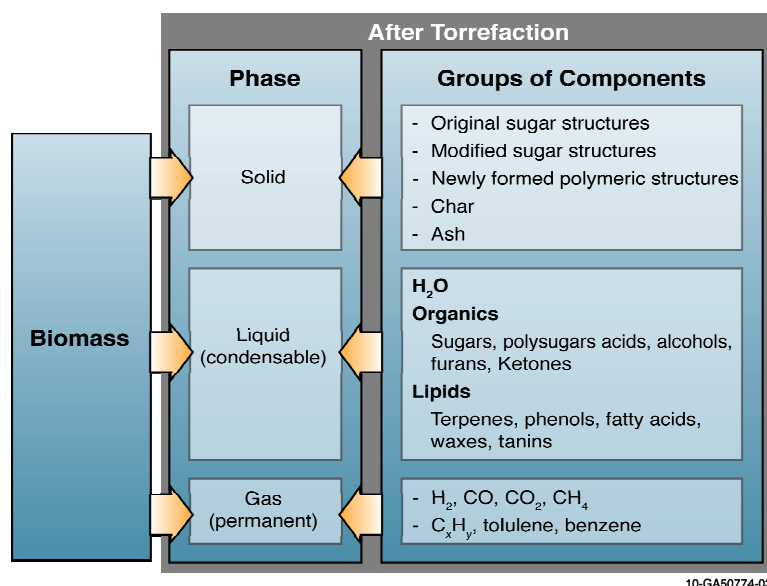 After Torrefaction
Phase
Groups of Components
Biomass
Solid
- Original sugar structures
- Modified sugar structures
- Newly formed polymeric structures
- Char
- Ash
Liquid
(condensable)
H₂O
Organics
Sugars, polysugars acids, alcohols,
furans, Ketones
Lipids
Terpenes, phenols, fatty acids,
waxes, tanins
Gas
(permanent)
- H₂, CO, CO₂, CH₄
- CₓHᵧ, tolulene, benzene